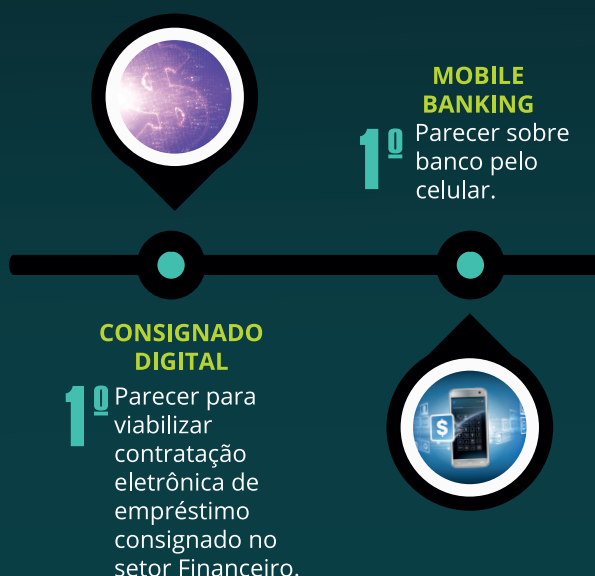 MOBILE
BANKING
1º Parecer sobre
banco pelo
celular.
CONSIGNADO
DIGITAL
1º Parecer para
viabilizar
contratação
eletrônica de
empréstimo
consignado no
setor Financeiro.
$